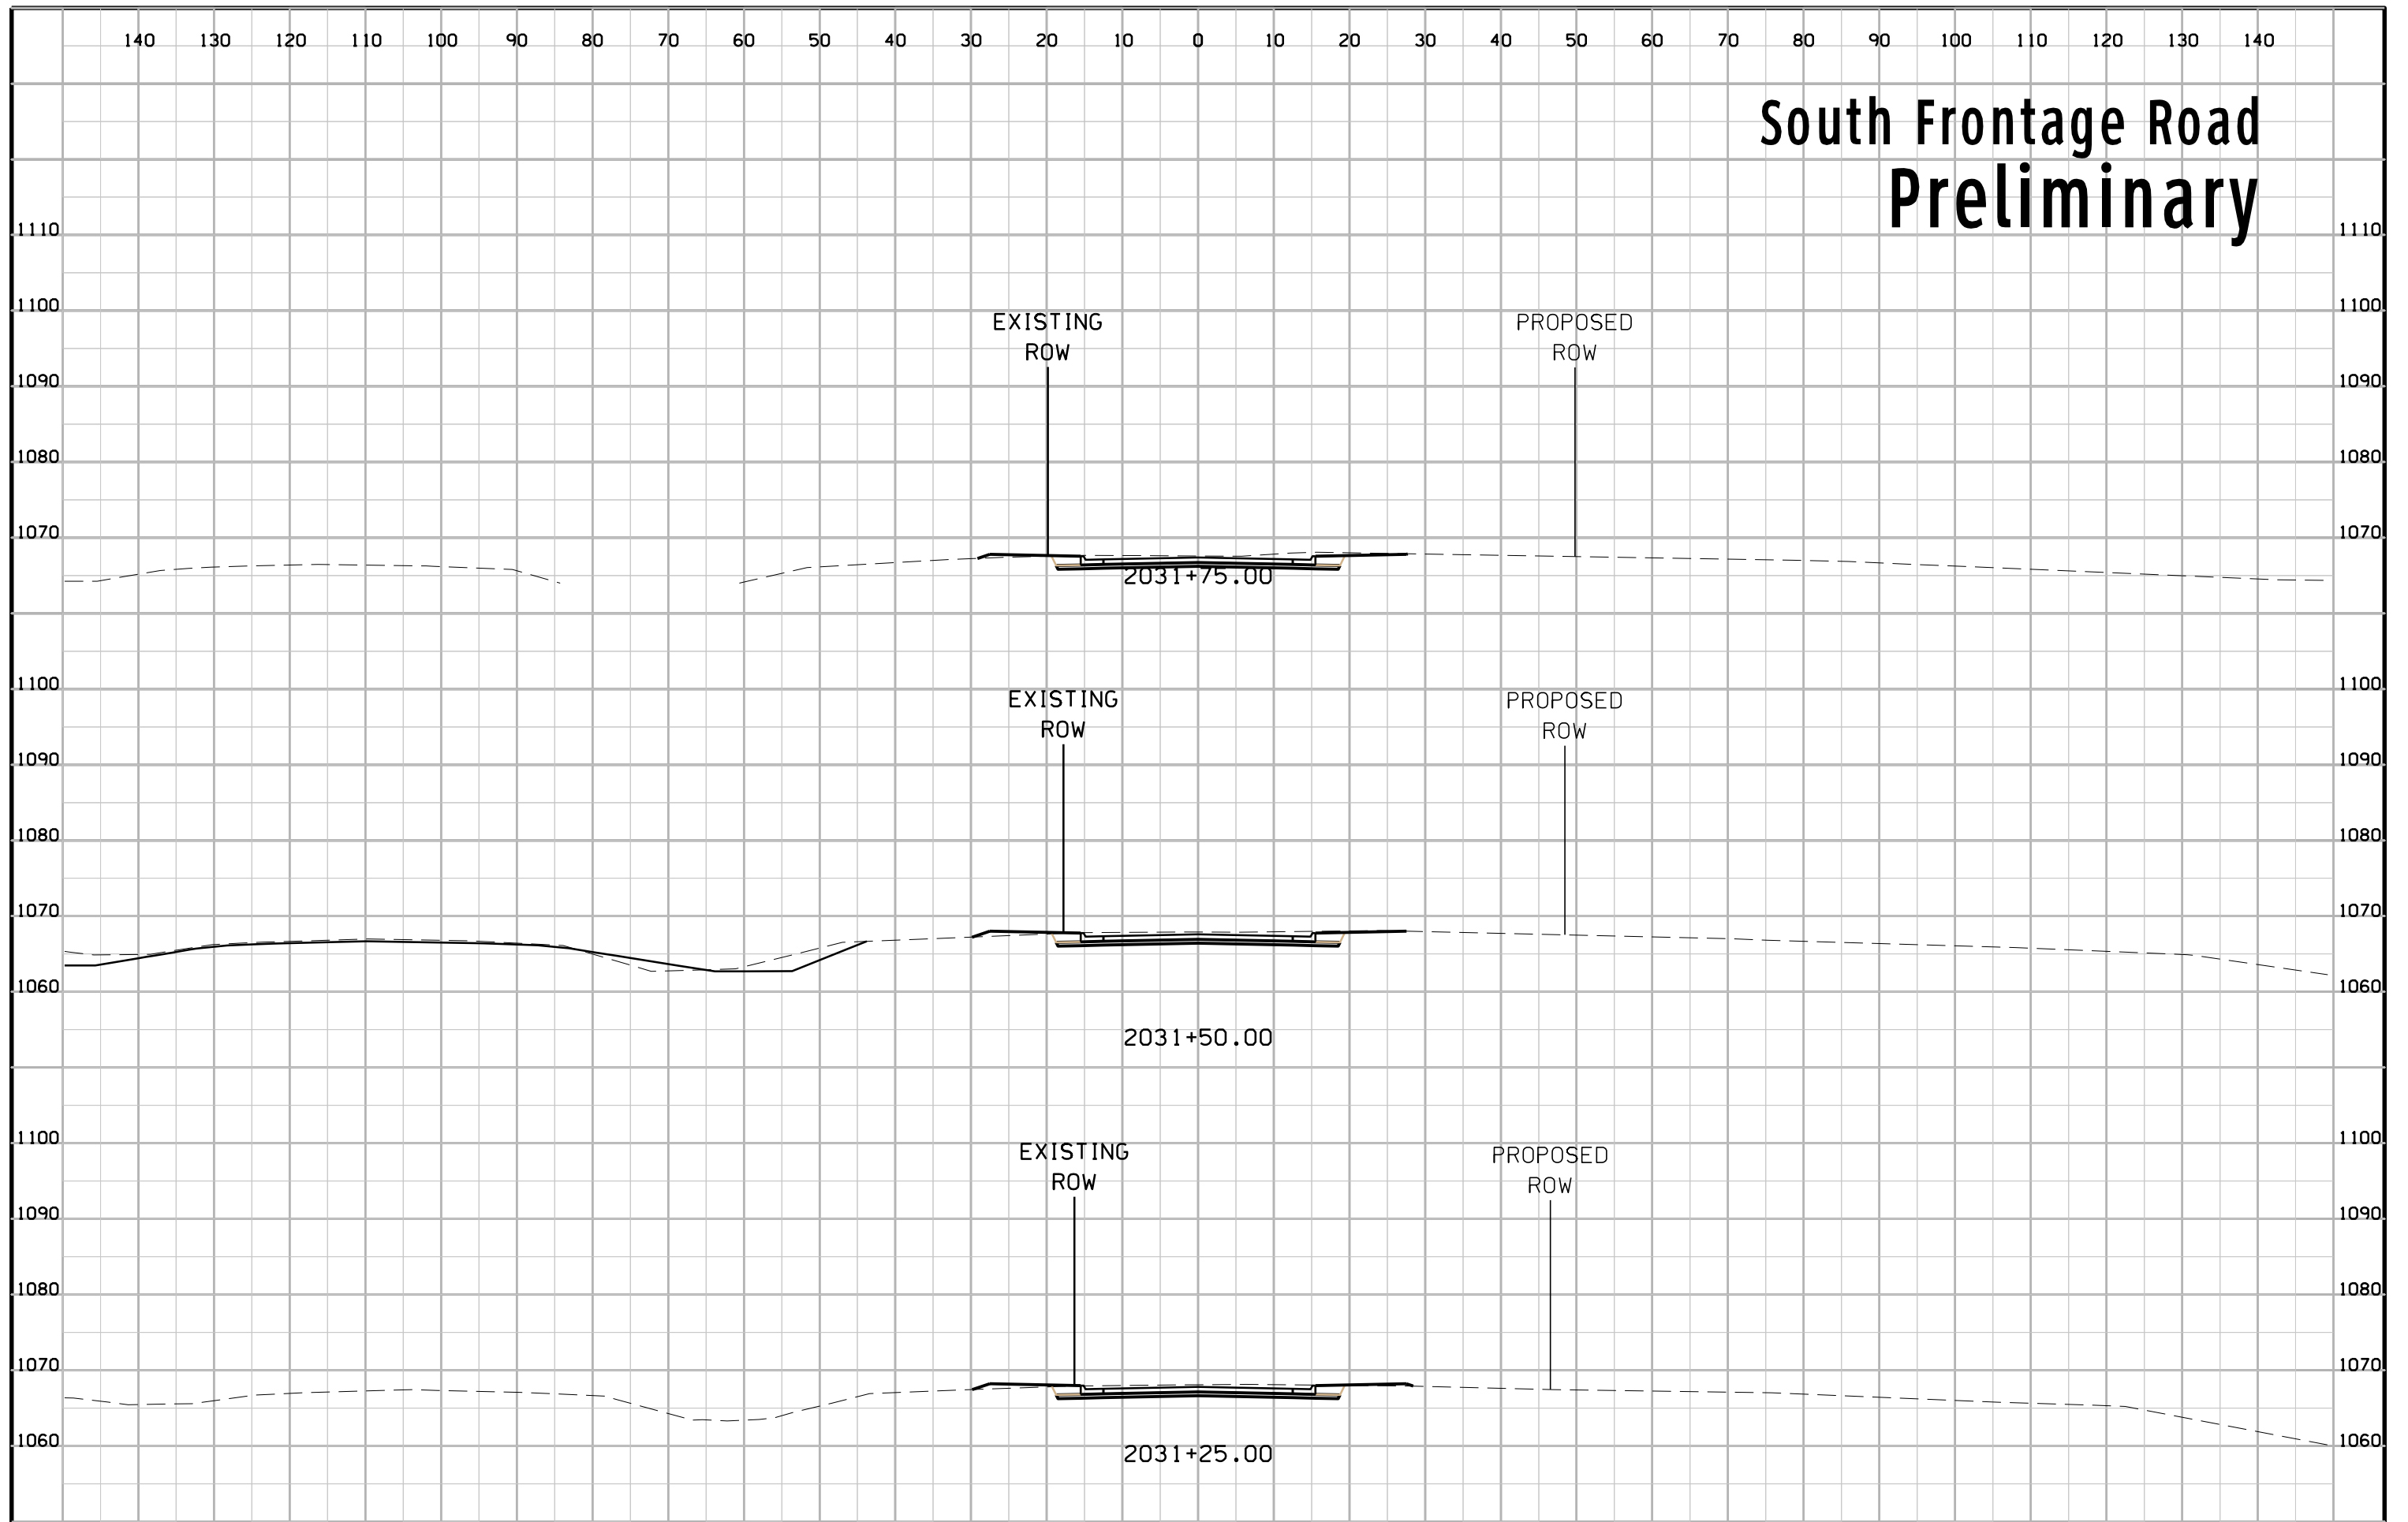 140 130 120 110 100 90 80 70 60 50 40 30 20 10 0 10 20 30 40 50 60 70 80 90 100 110 120 130 140
South Frontage Road
Preliminary
1110 1110
1100 1100
EXISTING PROPOSED
ROW ROW
1090 1090
1080 1080
1070 1070
2031+75.00
1100 1100
EXISTING PROPOSED
ROW ROW
1090 1090
1080 1080
1070 1070
1060 1060
2031+50.00
1100 1100
EXISTING PROPOSED
ROW ROW
1090 1090
1080 1080
1070 1070
1060 1060
2031+25.00